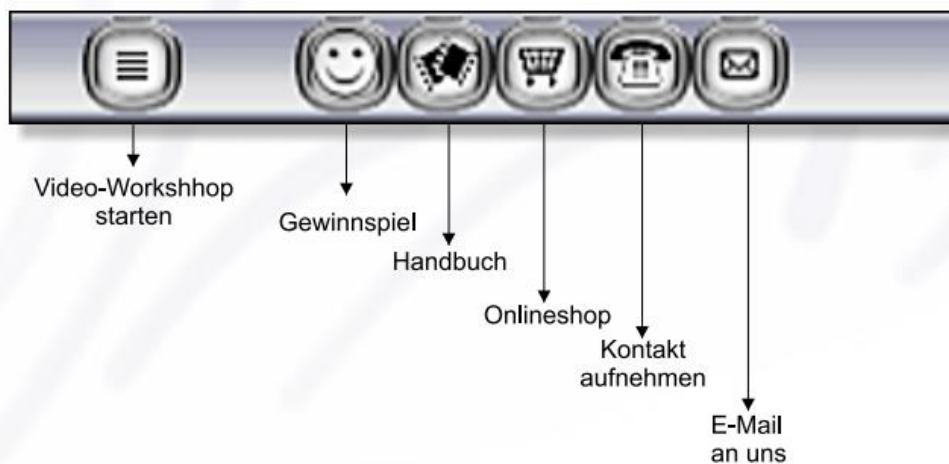 Video-Workshhop
starten
Gewinnspiel
Handbuch
Onlineshop
Kontakt
aufnehmen
E-Mail
an uns